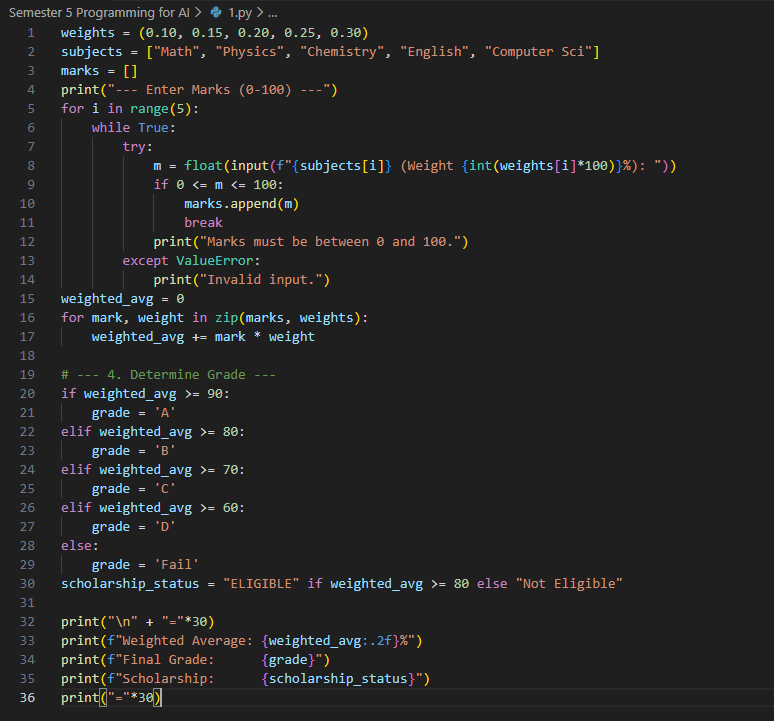 Semester 5 Programming for AI > 1.py > ...
1 weights = (0.10, 0.15, 0.20, 0.25, 0.30)
2 subjects = ["Math", "Physics", "Chemistry", "English", "Computer Sci"]
3 marks = []
4 print("--- Enter Marks (0-100) ---")
5 for i in range(5):
6     while True:
7         try:
8             m = float(input(f"{subjects[i]} (Weight {int(weights[i]*100)}%): "))
9             if 0 <= m <= 100:
10                 marks.append(m)
11                 break
12             print("Marks must be between 0 and 100.")
13         except ValueError:
14             print("Invalid input.")
15 weighted_avg = 0
16 for mark, weight in zip(marks, weights):
17     weighted_avg += mark * weight
18
19 # --- 4. Determine Grade ---
20 if weighted_avg >= 90:
21     grade = 'A'
22 elif weighted_avg >= 80:
23     grade = 'B'
24 elif weighted_avg >= 70:
25     grade = 'C'
26 elif weighted_avg >= 60:
27     grade = 'D'
28 else:
29     grade = 'Fail'
30 scholarship_status = "ELIGIBLE" if weighted_avg >= 80 else "Not Eligible"
31
32 print("\n" + "="*30)
33 print(f"Weighted Average: {weighted_avg:.2f}%")
34 print(f"Final Grade:      {grade}")
35 print(f"Scholarship:      {scholarship_status}")
36 print("="*30)